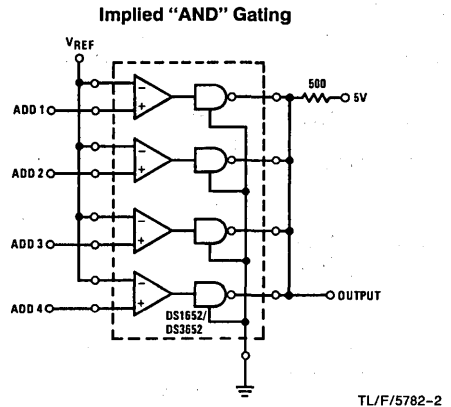 Implied “AND” Gating
VREF
500
5V
ADD 1
ADD 2
ADD 3
ADD 4
DS1652/
DS3652
OUTPUT
TL/F/5782–2